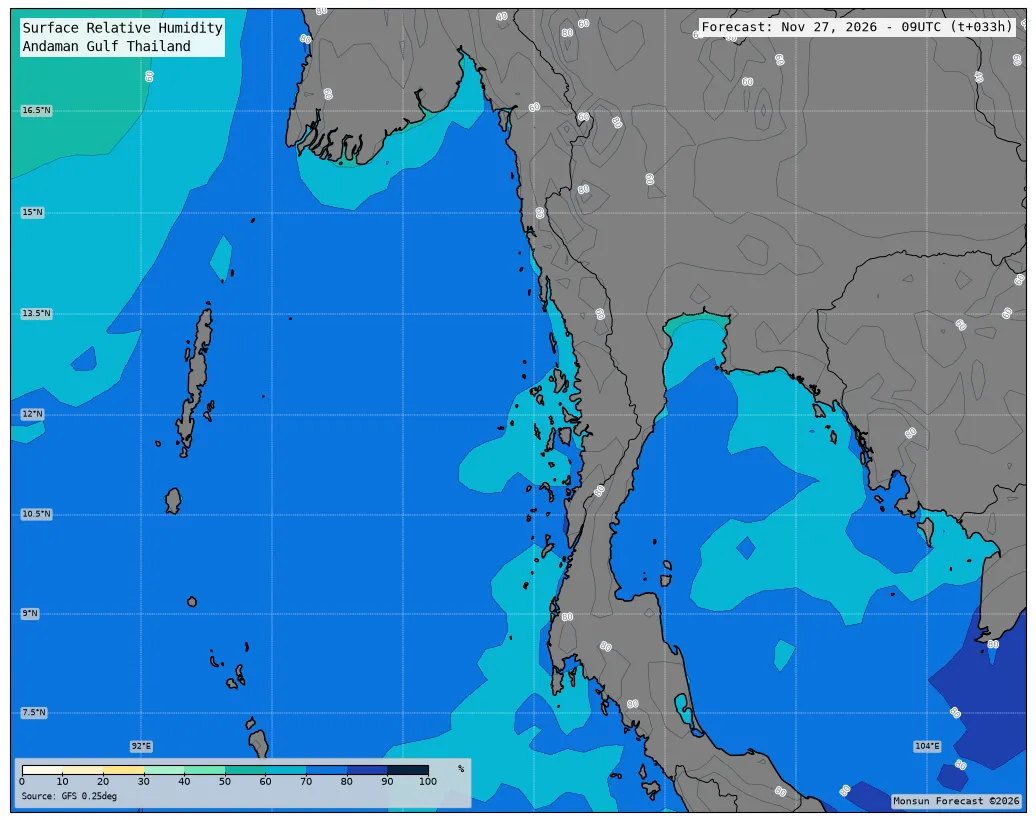 Surface Relative Humidity
Andaman Gulf Thailand
Forecast: Nov 27, 2026 - 09UTC (t+033h)
16.5°N
15°N
13.5°N
12°N
10.5°N
9°N
7.5°N
92°E
104°E
0 10 20 30 40 50 60 70 80 90 100 %
Source: GFS 0.25deg
Monsun Forecast ©2026